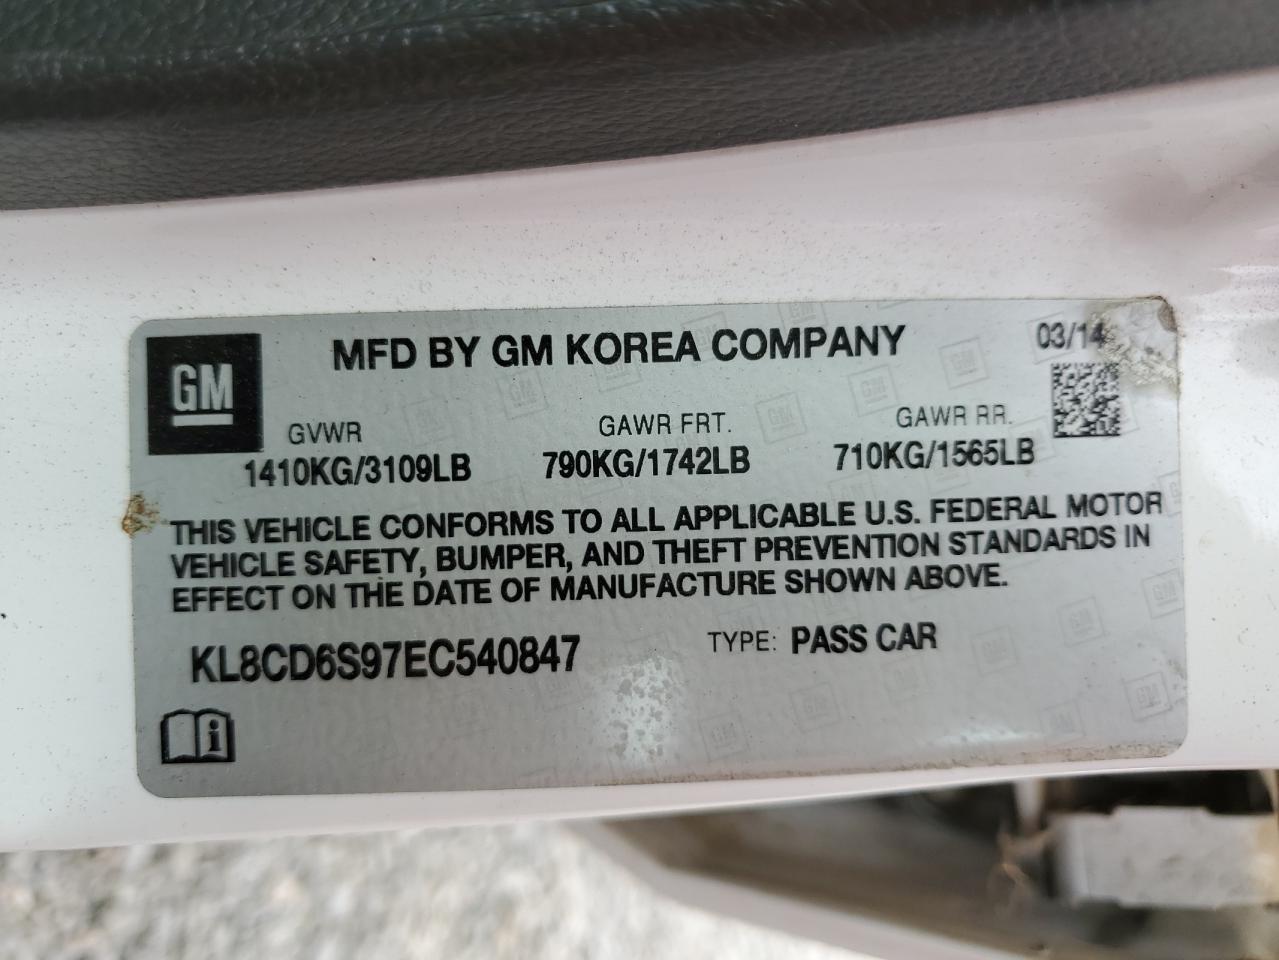 MFD BY GM KOREA COMPANY
03/14
GM
GVWR
GAWR FRT.
GAWR RR.
1410KG/3109LB
790KG/1742LB
710KG/1565LB
THIS VEHICLE CONFORMS TO ALL APPLICABLE U.S. FEDERAL MOTOR
VEHICLE SAFETY, BUMPER, AND THEFT PREVENTION STANDARDS IN
EFFECT ON THE DATE OF MANUFACTURE SHOWN ABOVE.
KL8CD6S97EC540847
TYPE: PASS CAR
i